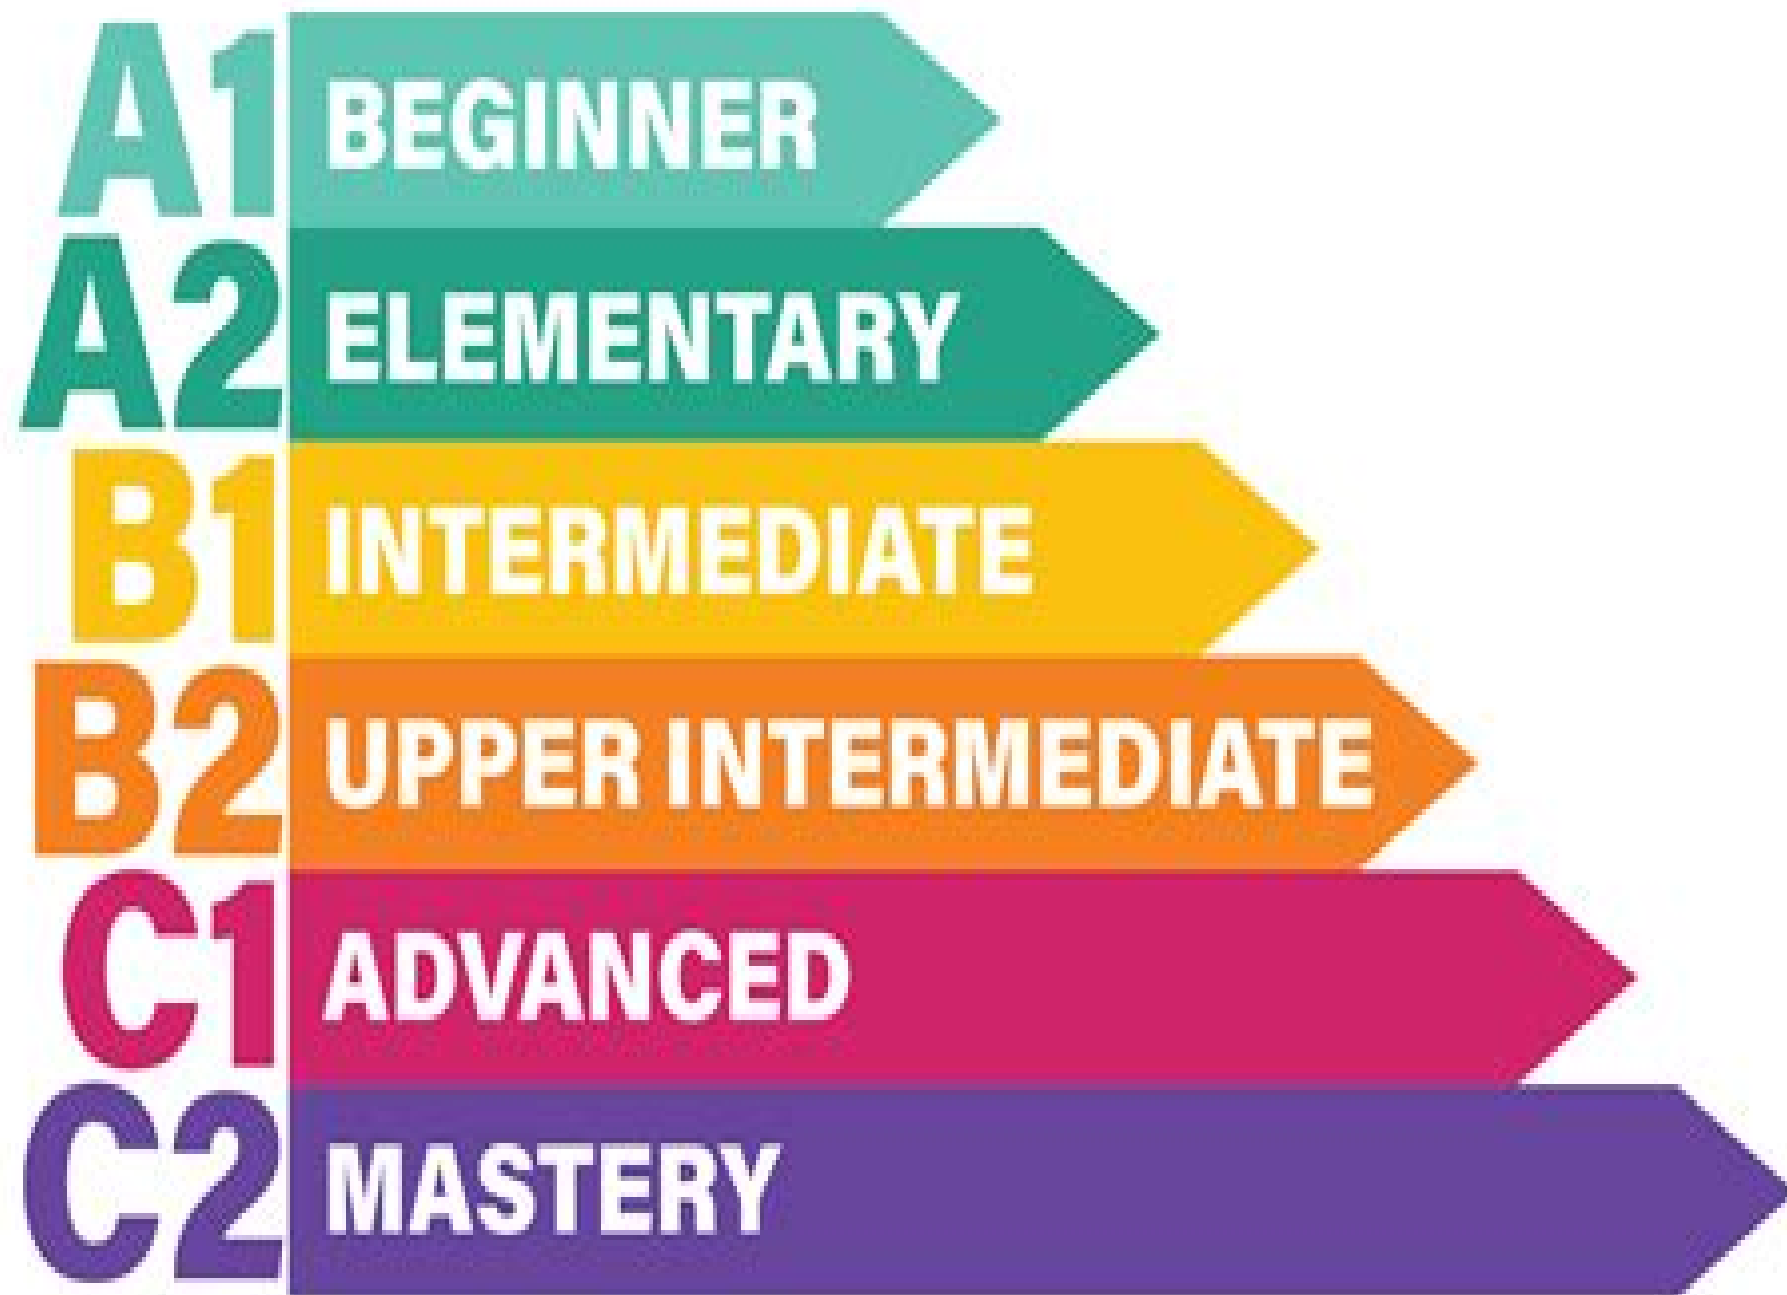 A1 BEGINNER
A2 ELEMENTARY
B1 INTERMEDIATE
B2 UPPER INTERMEDIATE
C1 ADVANCED
C2 MASTERY